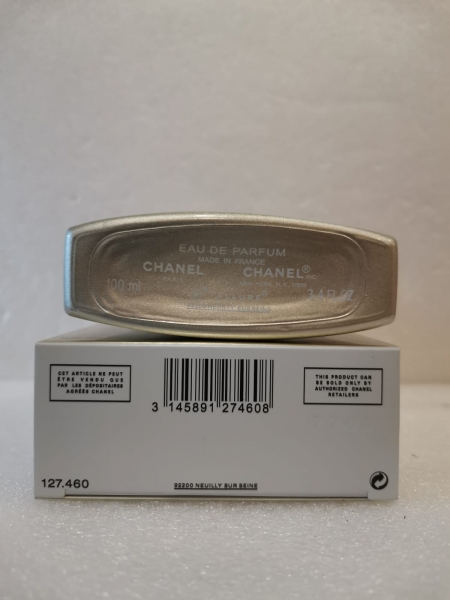 EAU DE PARFUM
MADE IN FRANCE
CHANEL CHANEL®
100 ml 3.4 FL. OZ.
CET ARTICLE NE PEUT
ÊTRE VENDU QUE
PAR LES DÉPOSITAIRES
AGRÉÉS CHANEL
3 145891 274608
THIS PRODUCT CAN
BE SOLD ONLY BY
AUTHORIZED CHANEL
RETAILERS
127.460
92200 NEUILLY SUR SEINE